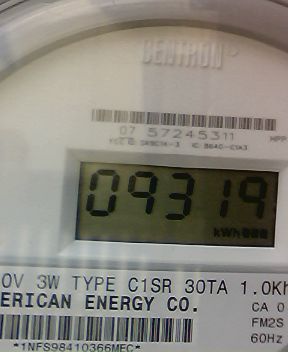 CENTRON
07 57245311
09319
kWh
0V 3W TYPE C1SR 30TA 1.0Kh
ERICAN ENERGY CO.
CA 0
FM2S
60Hz
*1NFS98410366MEC*